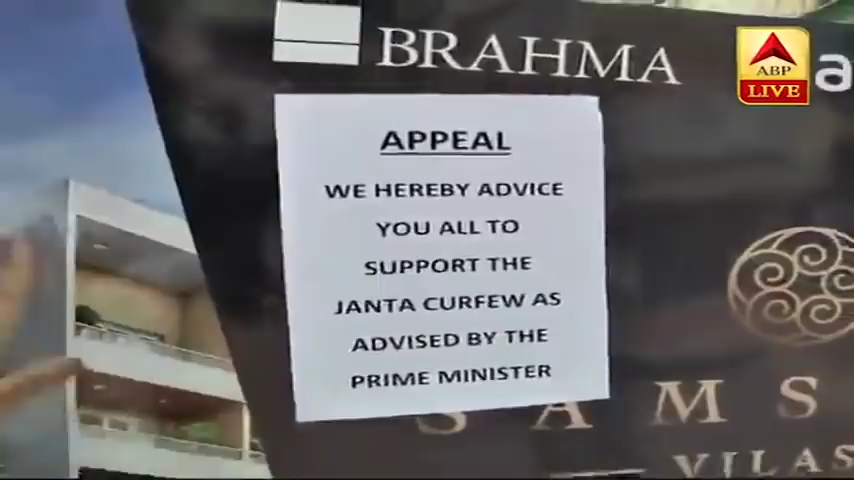 BRAHMA
ABP
LIVE
APPEAL
WE HEREBY ADVICE
YOU ALL TO
SUPPORT THE
JANTA CURFEW AS
ADVISED BY THE
PRIME MINISTER
SAMS
VILAS